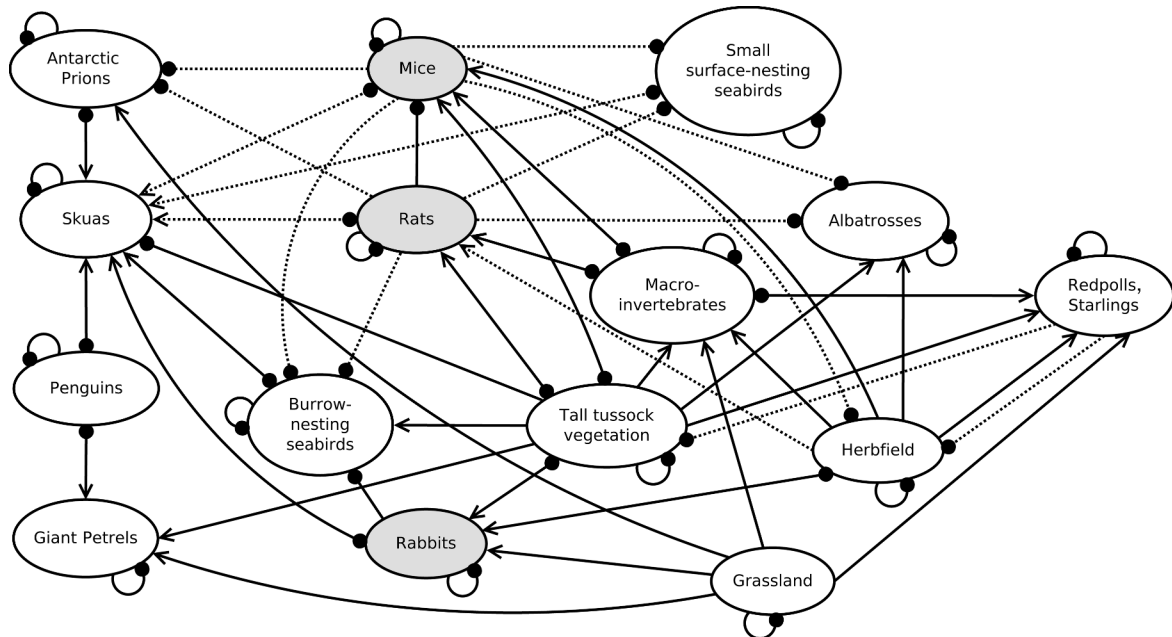 Antarctic
Prions
Mice
Small
surface-nesting
seabirds
Skuas
Rats
Albatrosses
Macro-
invertebrates
Redpolls,
Starlings
Penguins
Burrow-
nesting
seabirds
Tall tussock
vegetation
Herbfield
Giant Petrels
Rabbits
Grassland